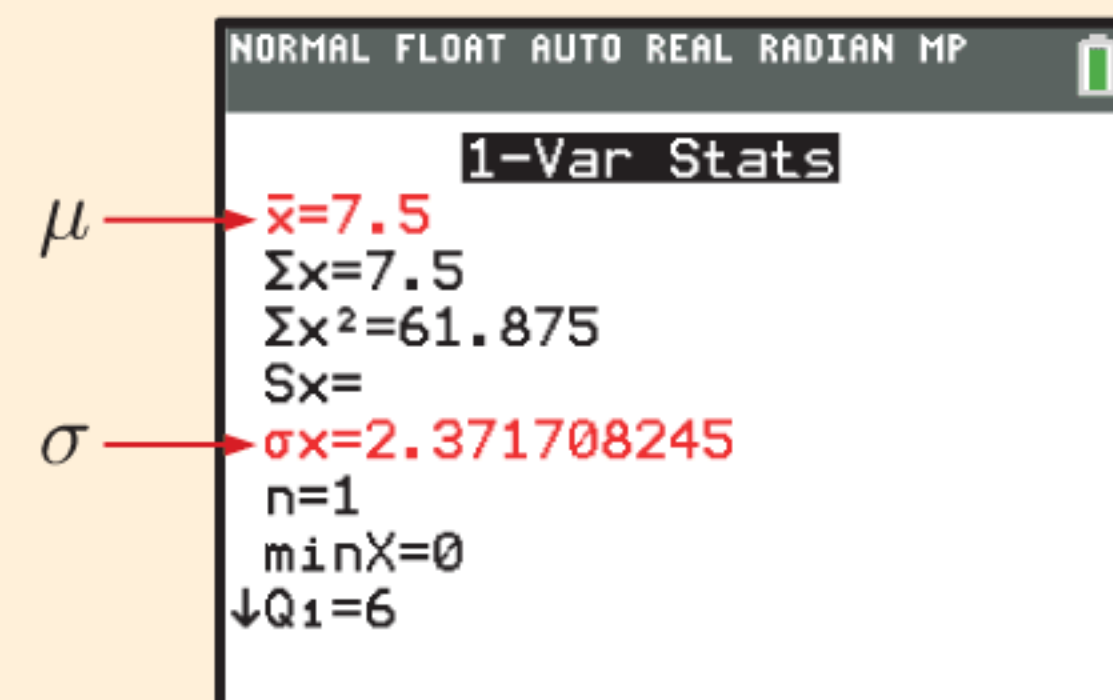 NORMAL FLOAT AUTO REAL RADIAN MP
1-Var Stats
μ x̄=7.5
Σx=7.5
Σx²=61.875
Sx=
σ σx=2.371708245
n=1
minX=0
↓Q₁=6